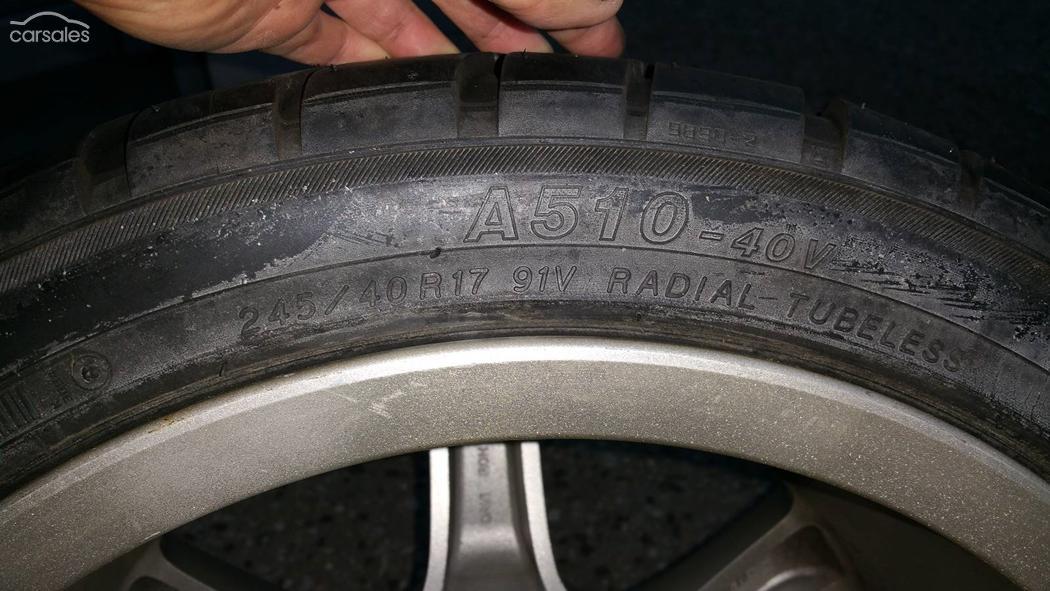 carsales
A510-40V
245/40R17 91V RADIAL TUBELESS